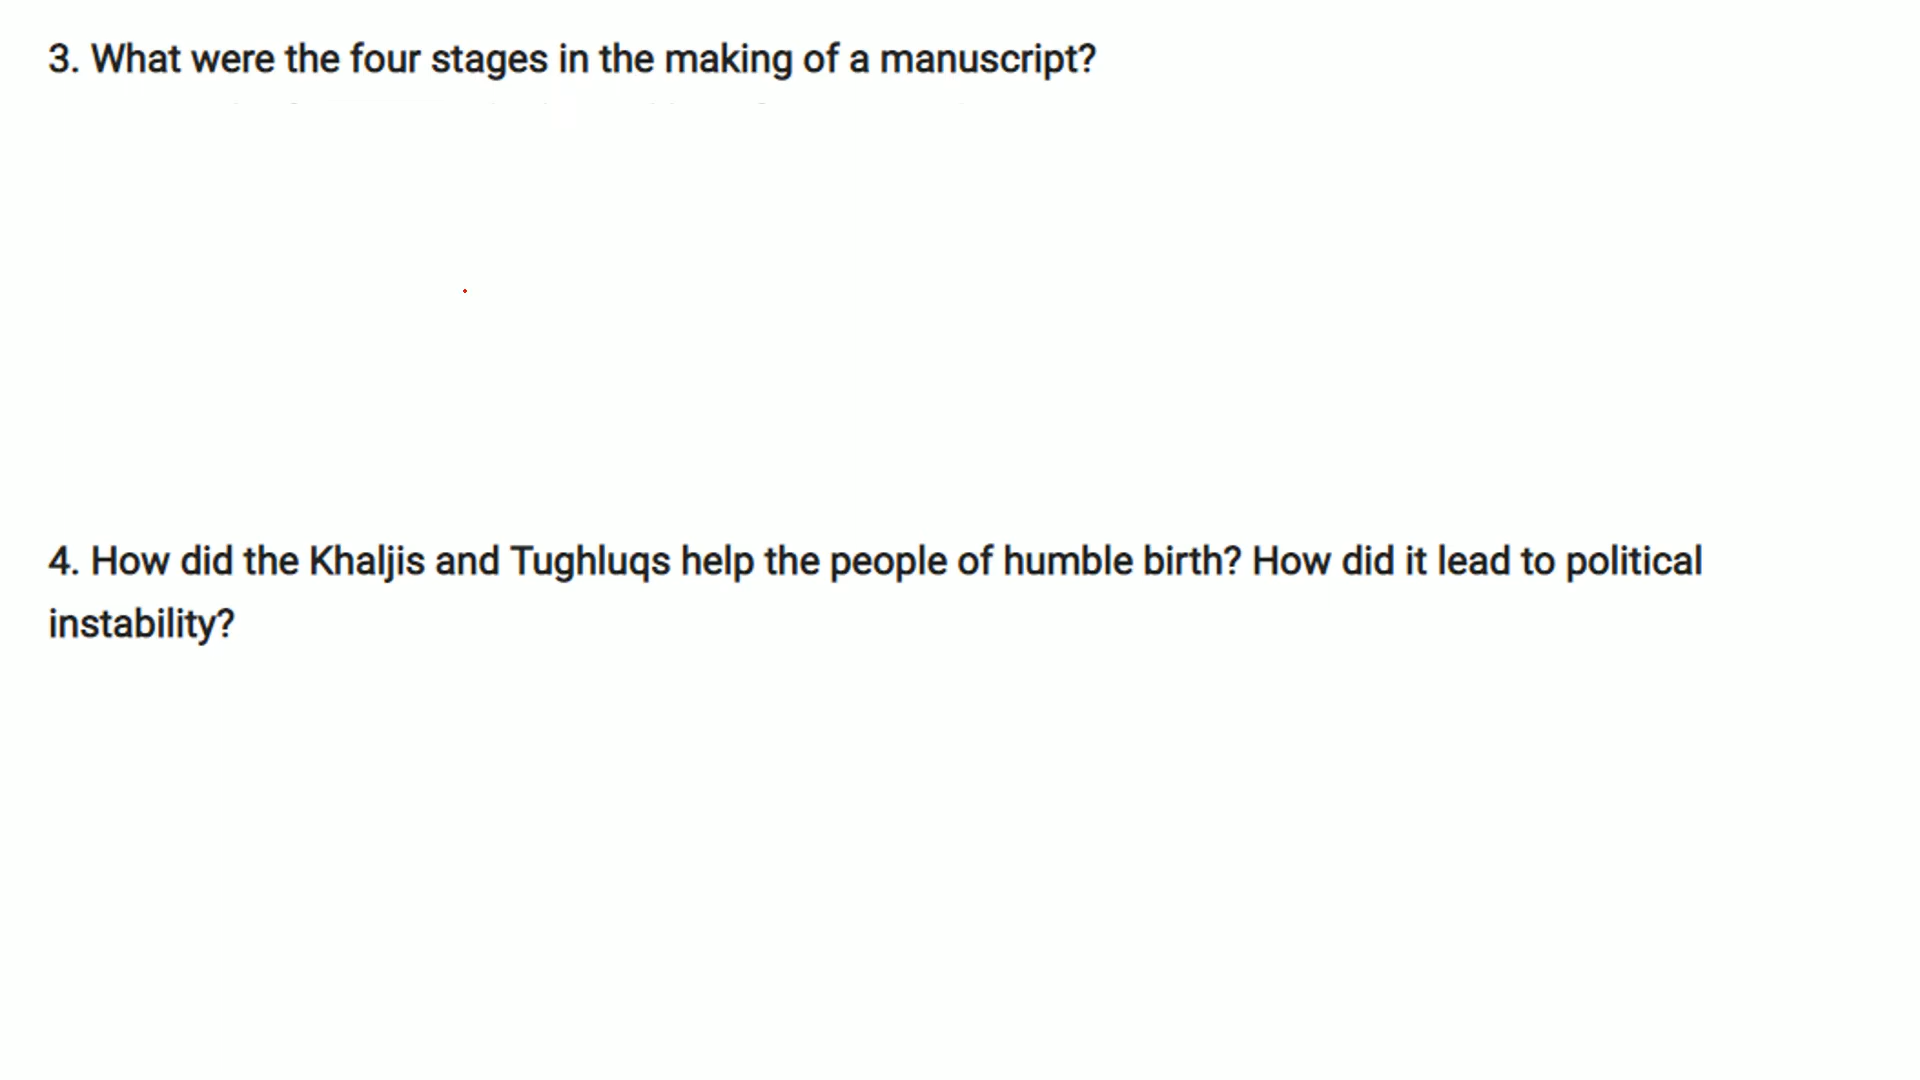 3. What were the four stages in the making of a manuscript?
4. How did the Khaljis and Tughluqs help the people of humble birth? How did it lead to political
instability?